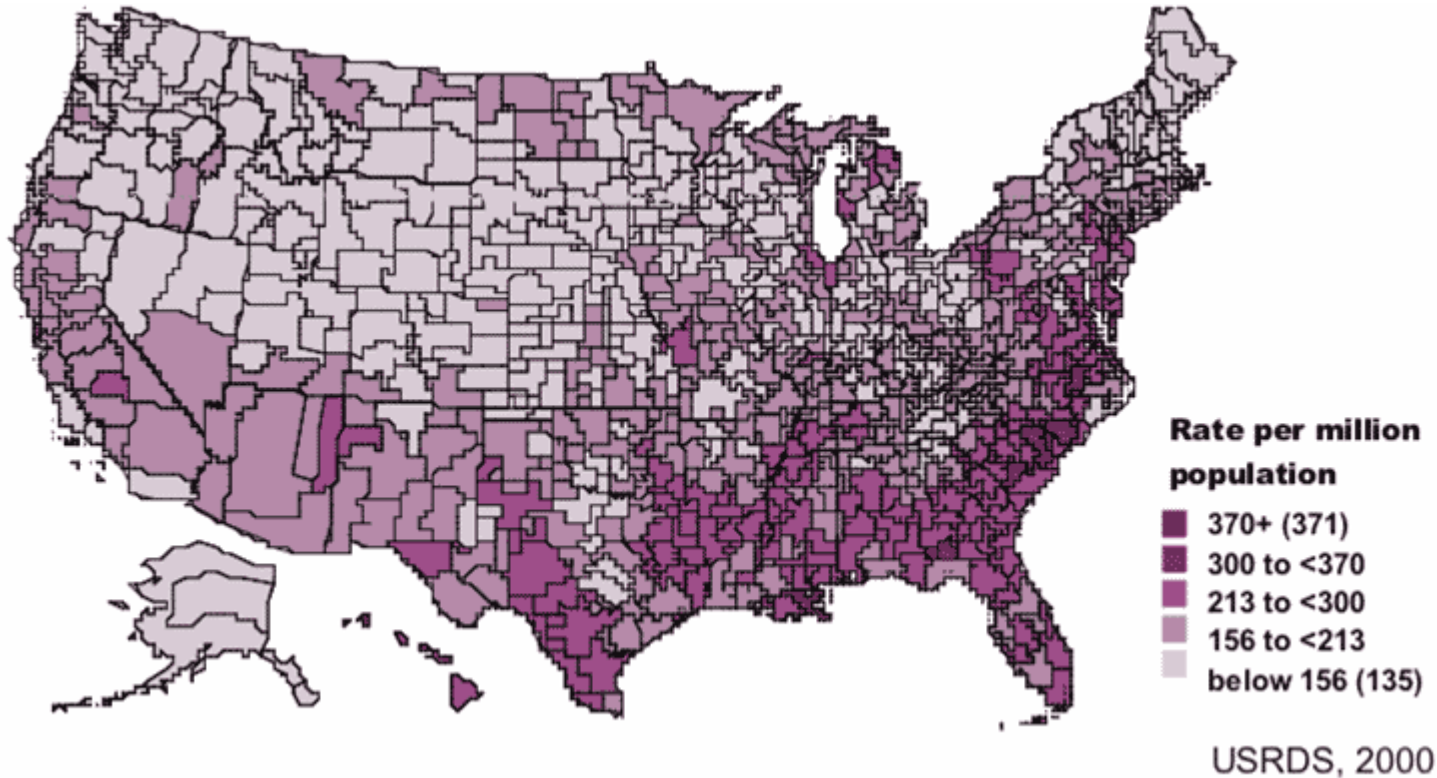 Rate per million
population
370+ (371)
300 to <370
213 to <300
156 to <213
below 156 (135)
USRDS, 2000